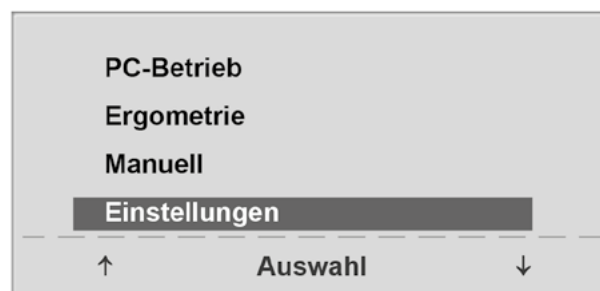 PC-Betrieb
Ergometrie
Manuell
Einstellungen
↑ Auswahl ↓